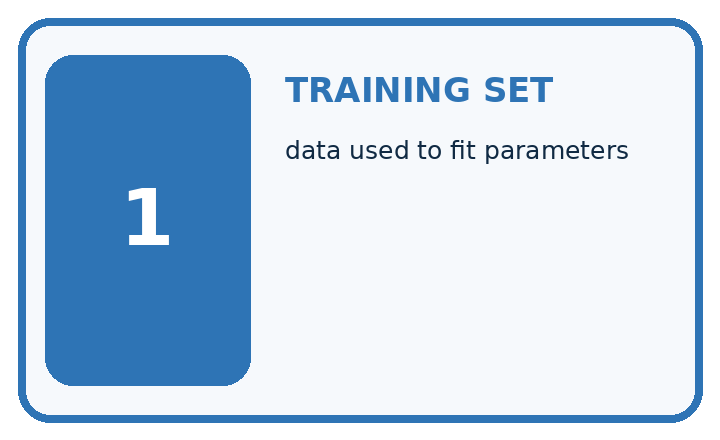 1
TRAINING SET
data used to fit parameters